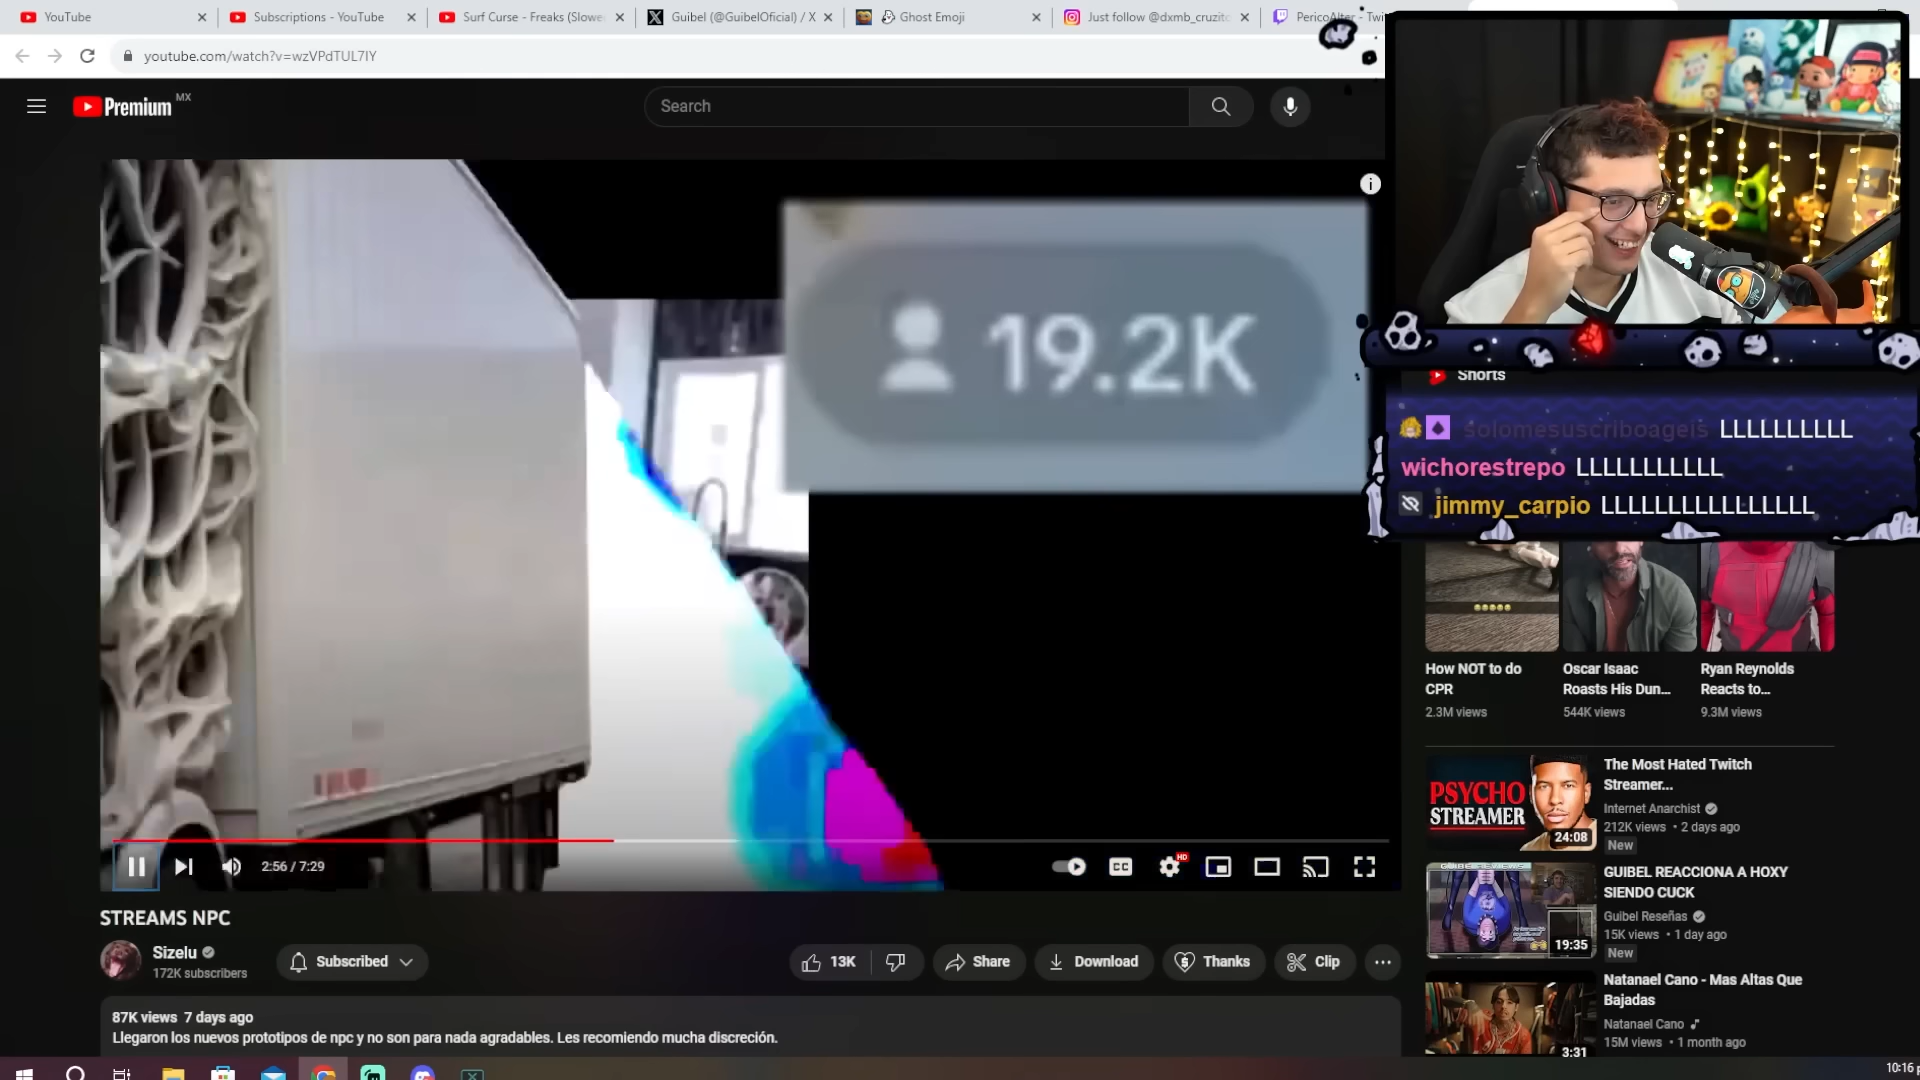 YouTube
Subscriptions - YouTube
Surf Curse - Freaks (Slowe
Guibel (@GuibelOficial) / X
Ghost Emoji
Just follow @dxmb_cruzito
PericoAlter - Twi
youtube.com/watch?v=wzVPdTUL7IY
Premium MX
Search
19.2K
Shorts
solomesuscriboageis LLLLLLLLLL
wichorestrepo LLLLLLLLLLL
jimmy_carpio LLLLLLLLLLLLLLLL
How NOT to do
CPR
2.3M views
Oscar Isaac
Roasts His Dun...
544K views
Ryan Reynolds
Reacts to...
9.3M views
PSYCHO
STREAMER
24:08
The Most Hated Twitch
Streamer...
Internet Anarchist
212K views • 2 days ago
New
HD
CC
2:56 / 7:29
19:35
GUIBEL REACCIONA A HOXY
SIENDO CUCK
Guibel Reseñas
15K views • 1 day ago
New
STREAMS NPC
Sizelu
172K subscribers
Subscribed
13K
Share
Download
Thanks
Clip
3:31
Natanael Cano - Mas Altas Que
Bajadas
Natanael Cano
15M views • 1 month ago
87K views 7 days ago
Llegaron los nuevos prototipos de npc y no son para nada agradables. Les recomiendo mucha discreción.
10:16 p